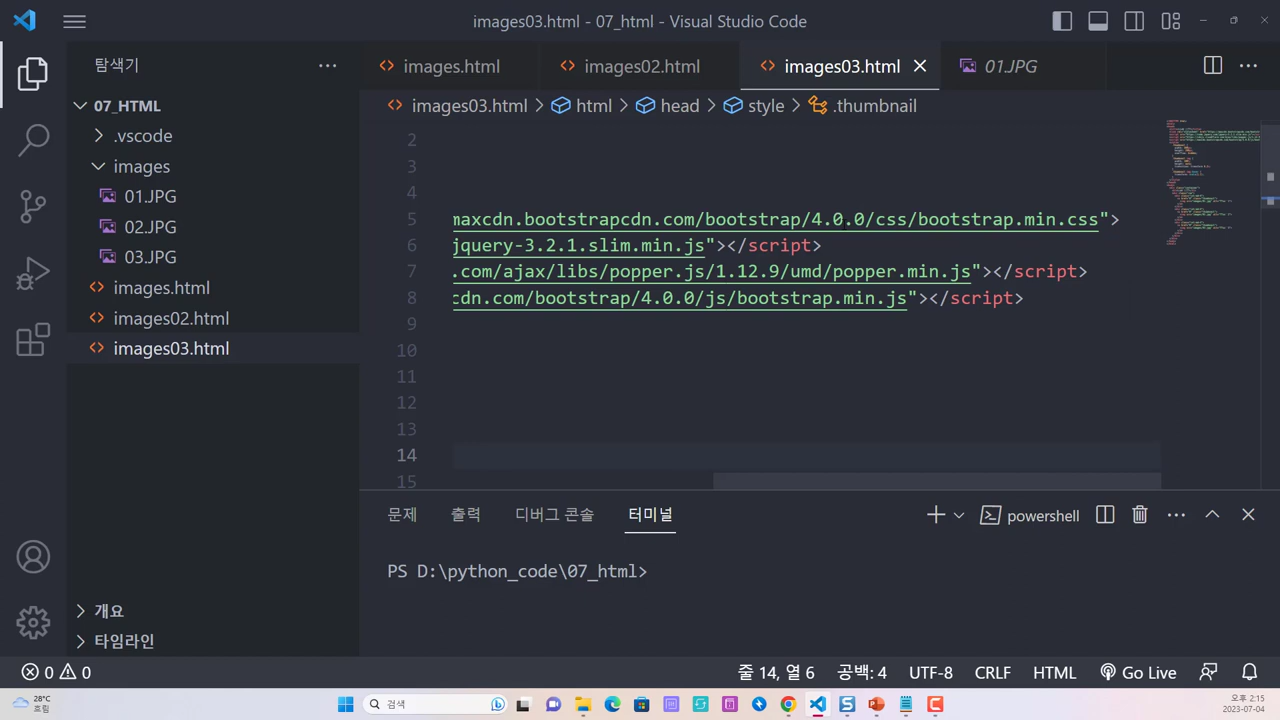 images03.html - 07_html - Visual Studio Code
탐색기
images.html
images02.html
images03.html
01.JPG
07_HTML
images03.html
html
head
style
.thumbnail
.vscode
images
01.JPG
02.JPG
03.JPG
images.html
images02.html
images03.html
2
3
4
5 maxcdn.bootstrapcdn.com/bootstrap/4.0.0/css/bootstrap.min.css">
6 jquery-3.2.1.slim.min.js"></script>
7 .com/ajax/libs/popper.js/1.12.9/umd/popper.min.js"></script>
8 cdn.com/bootstrap/4.0.0/js/bootstrap.min.js"></script>
9
10
11
12
13
14
15
문제
출력
디버그 콘솔
터미널
powershell
PS D:\python_code\07_html>
개요
타임라인
0 0
줄 14, 열 6
공백: 4
UTF-8
CRLF
HTML
Go Live
28°C
흐림
검색
오후 2:15
2023-07-04